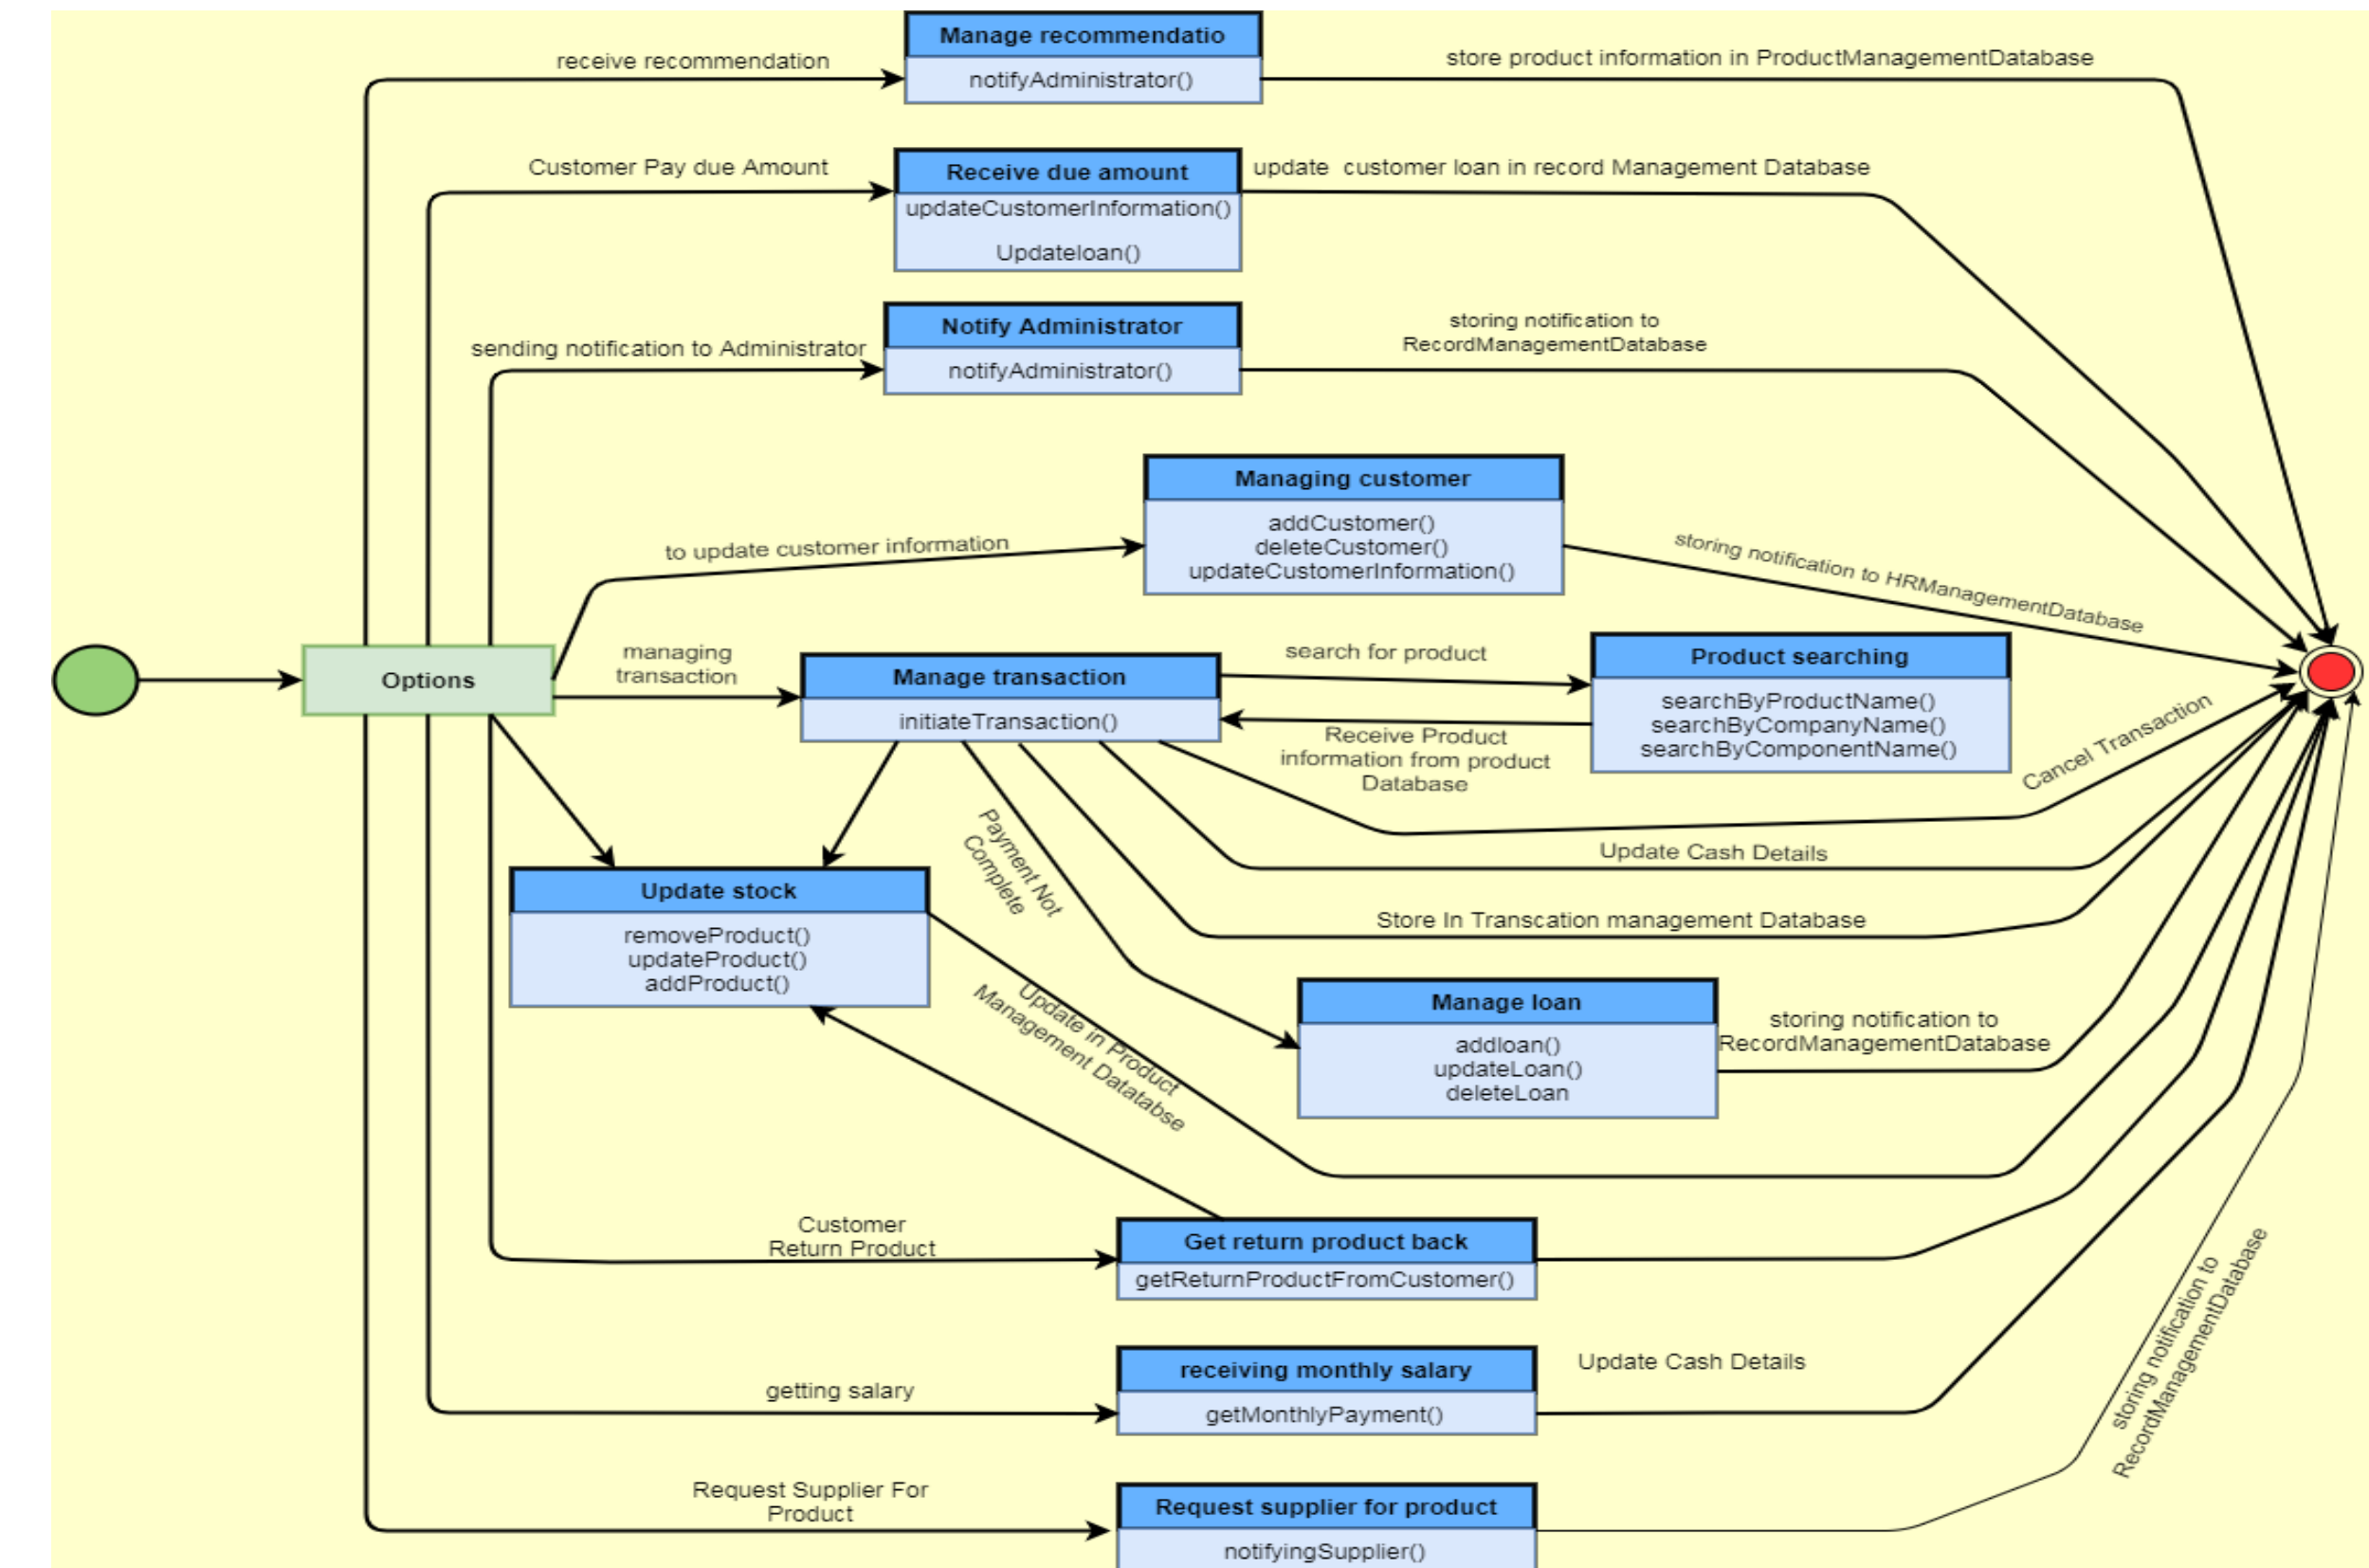 Manage recommendatio
receive recommendation
store product information in ProductManagementDatabase
notifyAdministrator()
Customer Pay due Amount
Receive due amount
update  customer loan in record Management Database
updateCustomerInformation()
Updateloan()
Notify Administrator
storing notification to
RecordManagementDatabase
sending notification to Administrator
notifyAdministrator()
Managing customer
addCustomer()
deleteCustomer()
updateCustomerInformation()
to update customer information
storing notification to HRManagementDatabase
Options
managing
transaction
Manage transaction
initiateTransaction()
search for product
Product searching
searchByProductName()
searchByCompanyName()
searchByComponentName()
Receive Product
information from product
Database
Cancel Transaction
Payment Not
Complete
Update Cash Details
Update stock
removeProduct()
updateProduct()
addProduct()
Store In Transcation management Database
Update in Product
Management Datatabse
Manage loan
addloan()
updateLoan()
deleteLoan
storing notification to
RecordManagementDatabase
Customer
Return Product
Get return product back
getReturnProductFromCustomer()
receiving monthly salary
getMonthlyPayment()
getting salary
Update Cash Details
storing notification to
RecordManagementDatabase
Request Supplier For
Product
Request supplier for product
notifyingSupplier()